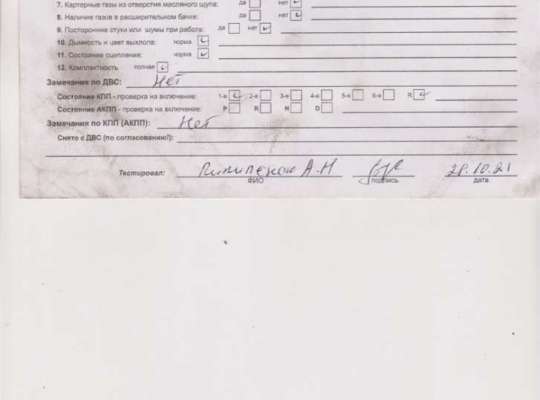 7. Картерные газы из отверстия масляного щупа: да нет
8. Наличие газов в расширительном бачке: да нет
9. Посторонние стуки или шумы при работе: да нет
10. Дымность и цвет выхлопа: норма
11. Состояние сцепления: норма
12. Комплектность полная
Замечания по ДВС: Нет
Состояние КПП - проверка на включение: 1-я 2-я 3-я 4-я 5-я 6-я R
Состояние АКПП - проверка на включение: P R N D
Замечания по КПП (АКПП): Нет
Снято с ДВС (по согласованию!):
Тестировал: А.Н 28.10.21
ФИО подпись дата